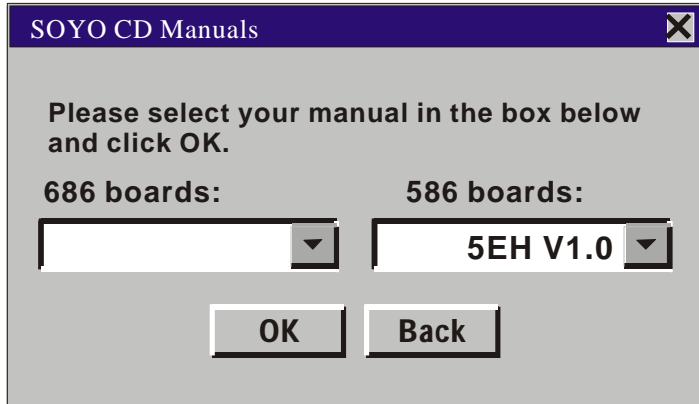 SOYO CD Manuals
Please select your manual in the box below
and click OK.
686 boards:
586 boards:
5EH V1.0
OK
Back